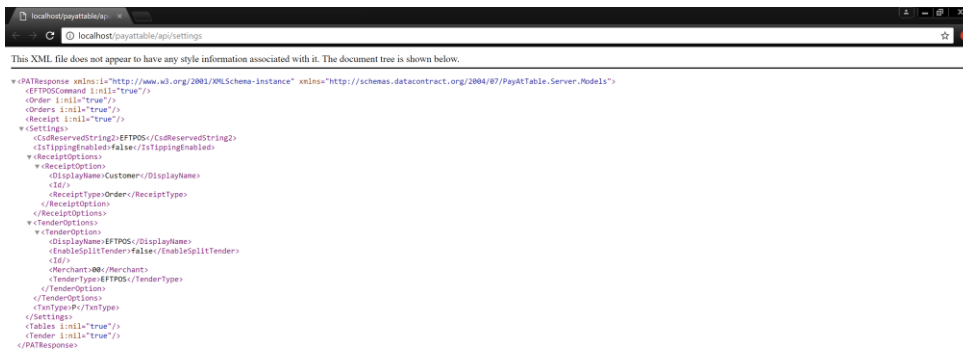 localhost/payattable/api
localhost/payattable/api/settings
This XML file does not appear to have any style information associated with it. The document tree is shown below.
▼<PATResponse xmlns:i="http://www.w3.org/2001/XMLSchema-instance" xmlns="http://schemas.datacontract.org/2004/07/PayAtTable.Server.Models">
<EFTPOSCommand i:nil="true"/>
<Order i:nil="true"/>
<Orders i:nil="true"/>
<Receipt i:nil="true"/>
▼<Settings>
<CsdReservedString2>EFTPOS</CsdReservedString2>
<IsTippingEnabled>false</IsTippingEnabled>
▼<ReceiptOptions>
▼<ReceiptOption>
<DisplayName>Customer</DisplayName>
<Id/>
<ReceiptType>Order</ReceiptType>
</ReceiptOption>
</ReceiptOptions>
▼<TenderOptions>
▼<TenderOption>
<DisplayName>EFTPOS</DisplayName>
<EnableSplitTender>false</EnableSplitTender>
<Id/>
<Merchant>00</Merchant>
<TenderType>EFTPOS</TenderType>
</TenderOption>
</TenderOptions>
<TxnType>P</TxnType>
</Settings>
<Tables i:nil="true"/>
<Tender i:nil="true"/>
</PATResponse>